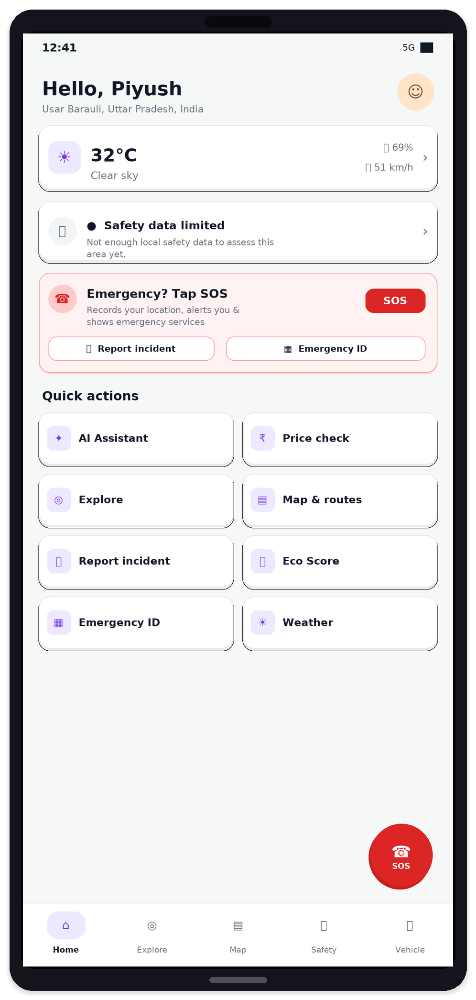 12:41
5G
Hello, Piyush
Usar Barauli, Uttar Pradesh, India
32°C
Clear sky
69%
51 km/h
Safety data limited
Not enough local safety data to assess this
area yet.
Emergency? Tap SOS
Records your location, alerts you &
shows emergency services
SOS
Report incident
Emergency ID
Quick actions
AI Assistant
₹ Price check
Explore
Map & routes
Report incident
Eco Score
Emergency ID
Weather
SOS
Home
Explore
Map
Safety
Vehicle